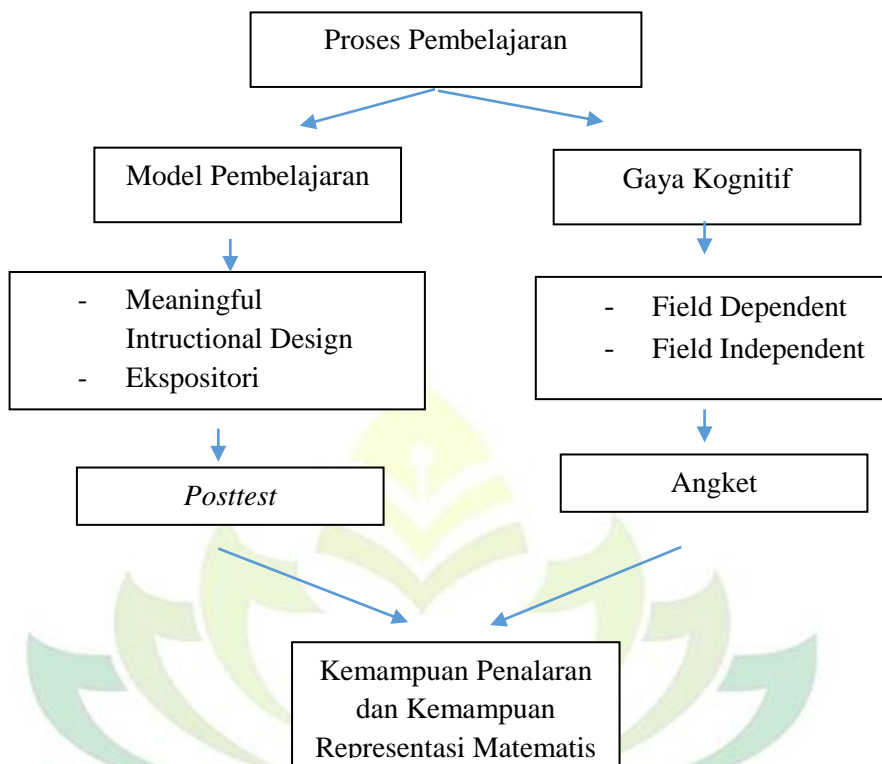 Proses Pembelajaran
Model Pembelajaran
Gaya Kognitif
- Meaningful
Intructional Design
- Ekspositori
- Field Dependent
- Field Independent
Posttest
Angket
Kemampuan Penalaran
dan Kemampuan
Representasi Matematis